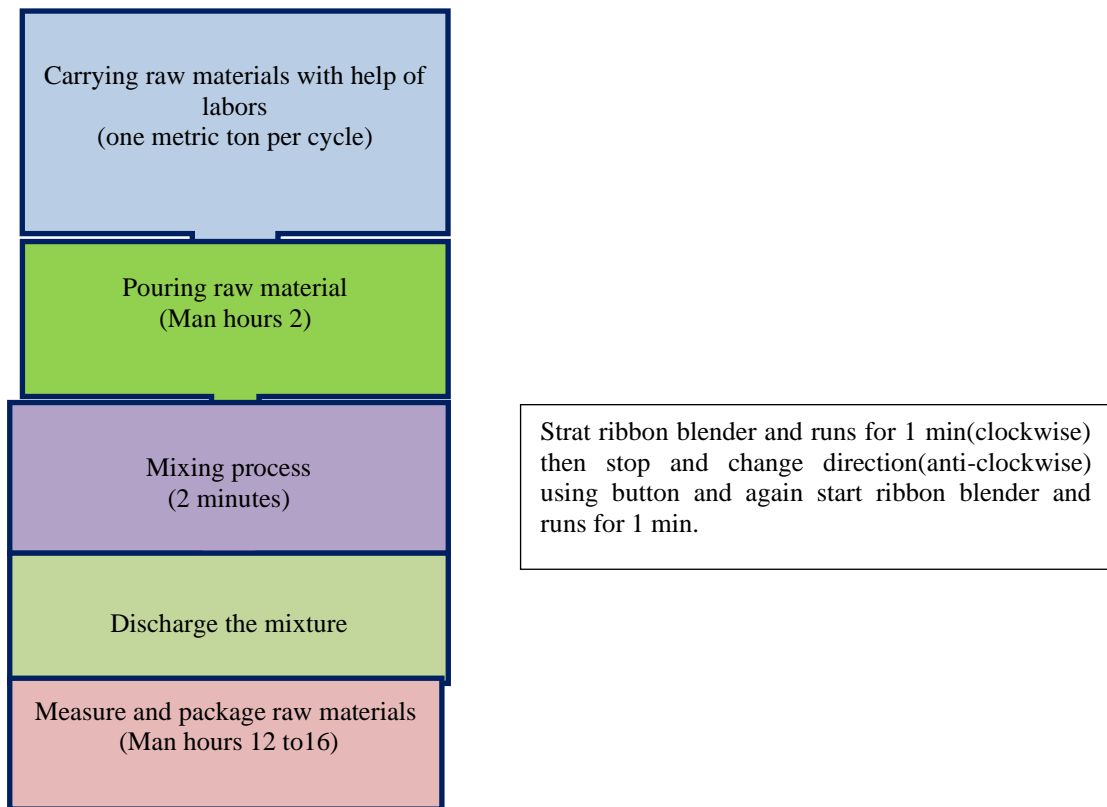 Carrying raw materials with help of
labors
(one metric ton per cycle)
Pouring raw material
(Man hours 2)
Mixing process
(2 minutes)
Strat ribbon blender and runs for 1 min(clockwise)
then stop and change direction(anti-clockwise)
using button and again start ribbon blender and
runs for 1 min.
Discharge the mixture
Measure and package raw materials
(Man hours 12 to16)